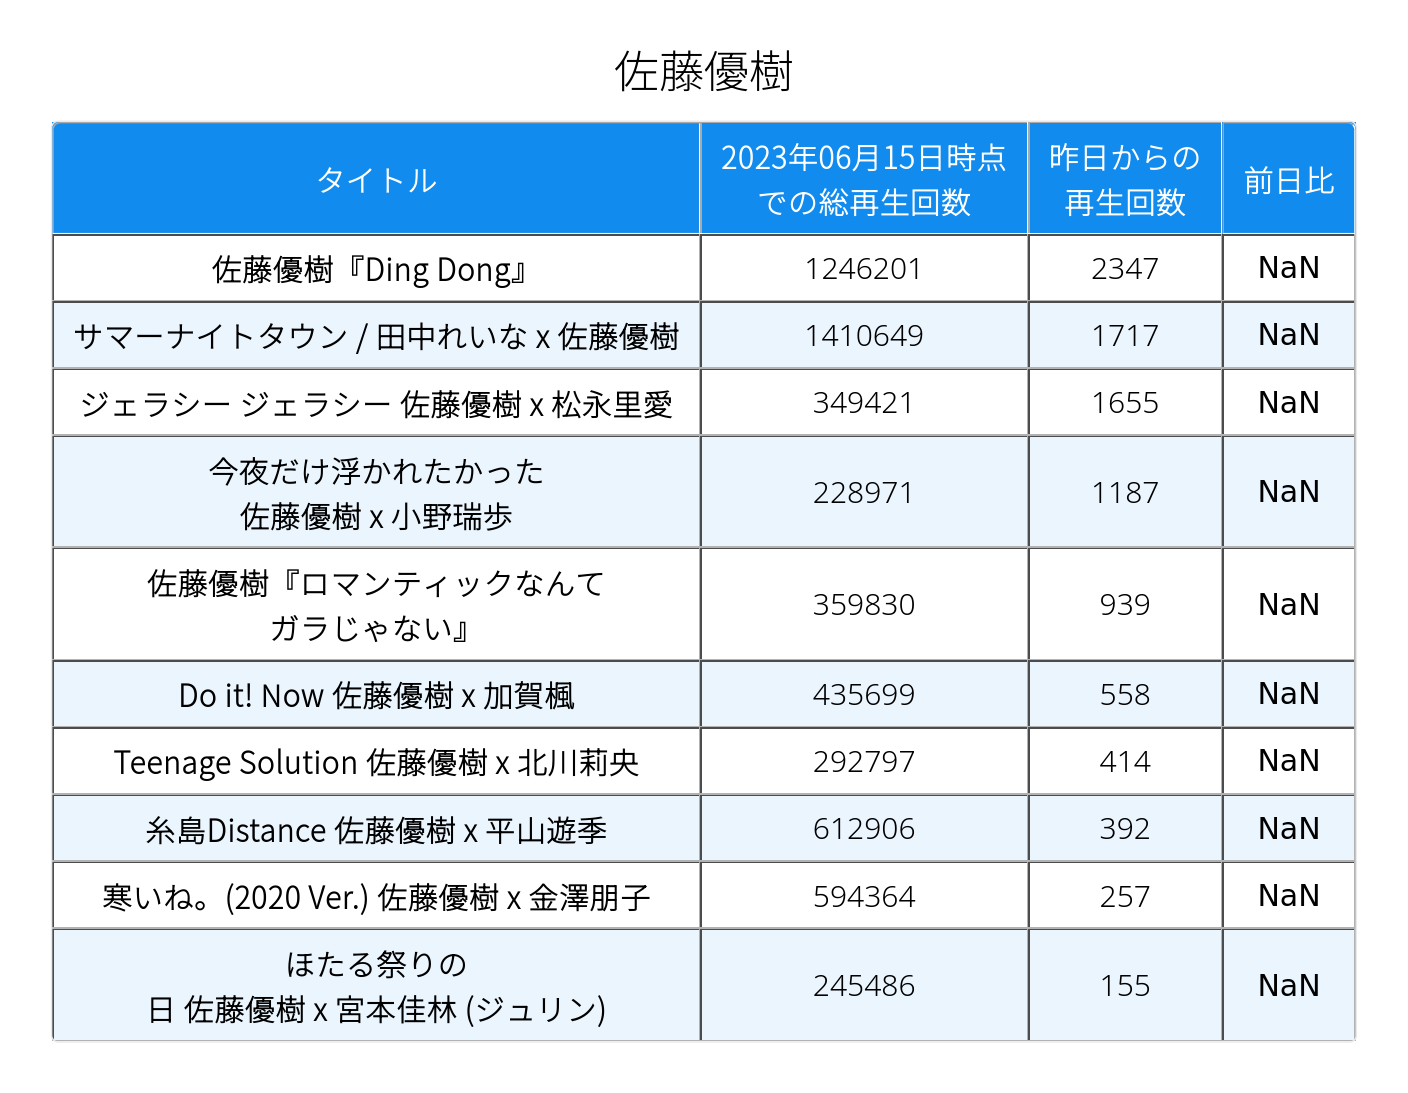 佐藤優樹
タイトル
2023年06月15日時点
での総再生回数
昨日からの
再生回数
前日比
佐藤優樹『Ding Dong』
1246201
2347
NaN
サマーナイトタウン / 田中れいな x 佐藤優樹
1410649
1717
NaN
ジェラシー ジェラシー 佐藤優樹 x 松永里愛
349421
1655
NaN
今夜だけ浮かれたかった
佐藤優樹 x 小野瑞歩
228971
1187
NaN
佐藤優樹『ロマンティックなんて
ガラじゃない』
359830
939
NaN
Do it! Now 佐藤優樹 x 加賀楓
435699
558
NaN
Teenage Solution 佐藤優樹 x 北川莉央
292797
414
NaN
糸島Distance 佐藤優樹 x 平山遊季
612906
392
NaN
寒いね。(2020 Ver.) 佐藤優樹 x 金澤朋子
594364
257
NaN
ほたる祭りの
日 佐藤優樹 x 宮本佳林 (ジュリン)
245486
155
NaN